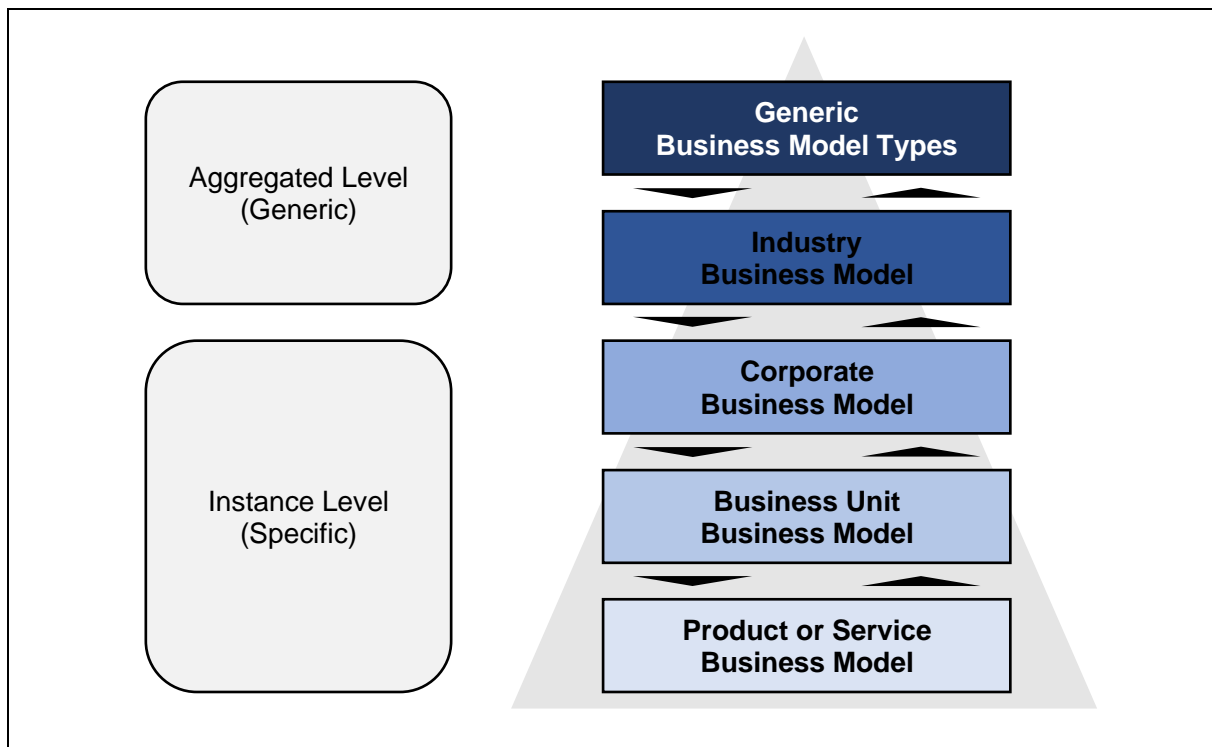 Aggregated Level
(Generic)
Instance Level
(Specific)
Generic
Business Model Types
Industry
Business Model
Corporate
Business Model
Business Unit
Business Model
Product or Service
Business Model